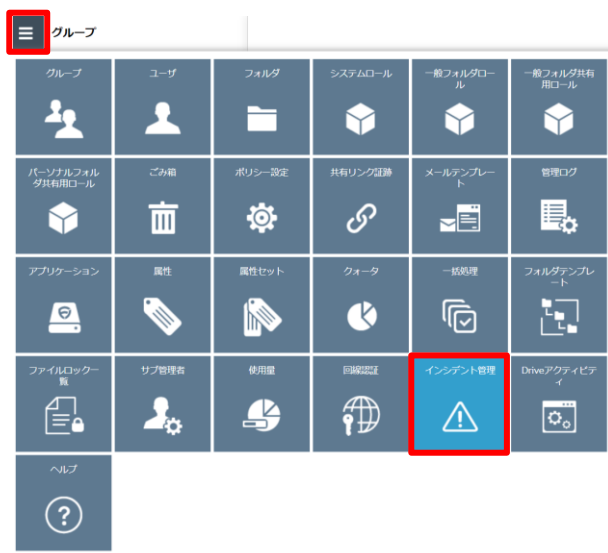 グループ
グループ
ユーザ
フォルダ
システムロール
一般フォルダロー
ル
一般フォルダ共有
用ロール
パーソナルフォル
ダ共有用ロール
ごみ箱
ポリシー設定
共有リンク証跡
メールテンプレー
ト
管理ログ
アプリケーション
属性
属性セット
クォータ
一括処理
フォルダテンプレ
ート
ファイルロック一
覧
サブ管理者
使用量
回線認証
インシデント管理
Driveアクティビテ
ィ
ヘルプ